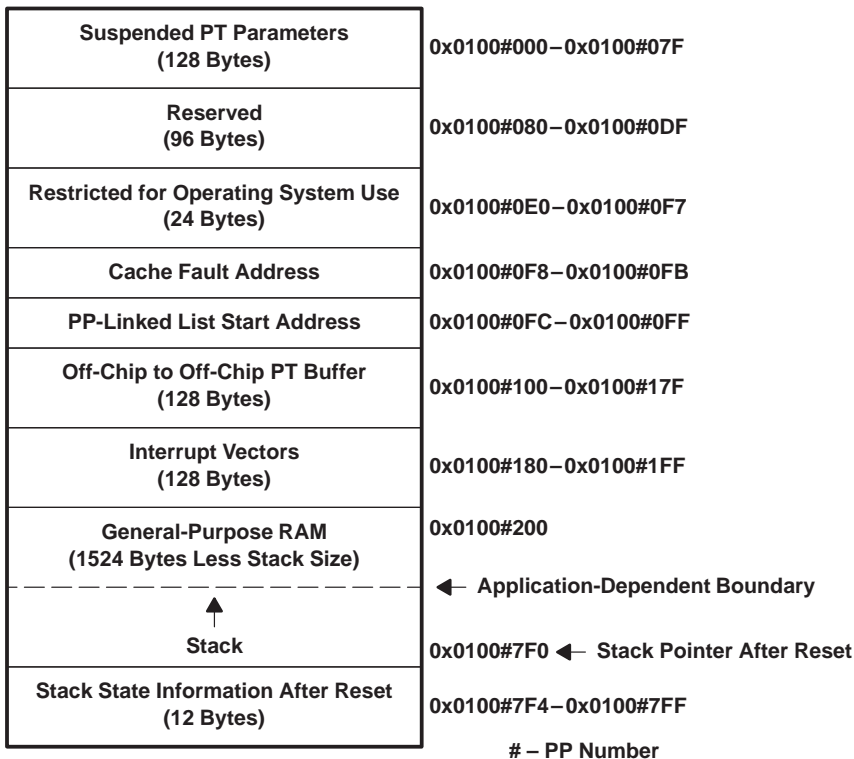 Suspended PT Parameters
(128 Bytes)
0x0100#000–0x0100#07F
Reserved
(96 Bytes)
0x0100#080–0x0100#0DF
Restricted for Operating System Use
(24 Bytes)
0x0100#0E0–0x0100#0F7
Cache Fault Address
0x0100#0F8–0x0100#0FB
PP-Linked List Start Address
0x0100#0FC–0x0100#0FF
Off-Chip to Off-Chip PT Buffer
(128 Bytes)
0x0100#100–0x0100#17F
Interrupt Vectors
(128 Bytes)
0x0100#180–0x0100#1FF
General-Purpose RAM
(1524 Bytes Less Stack Size)
0x0100#200
Application-Dependent Boundary
Stack
0x0100#7F0
Stack Pointer After Reset
Stack State Information After Reset
(12 Bytes)
0x0100#7F4–0x0100#7FF
# – PP Number